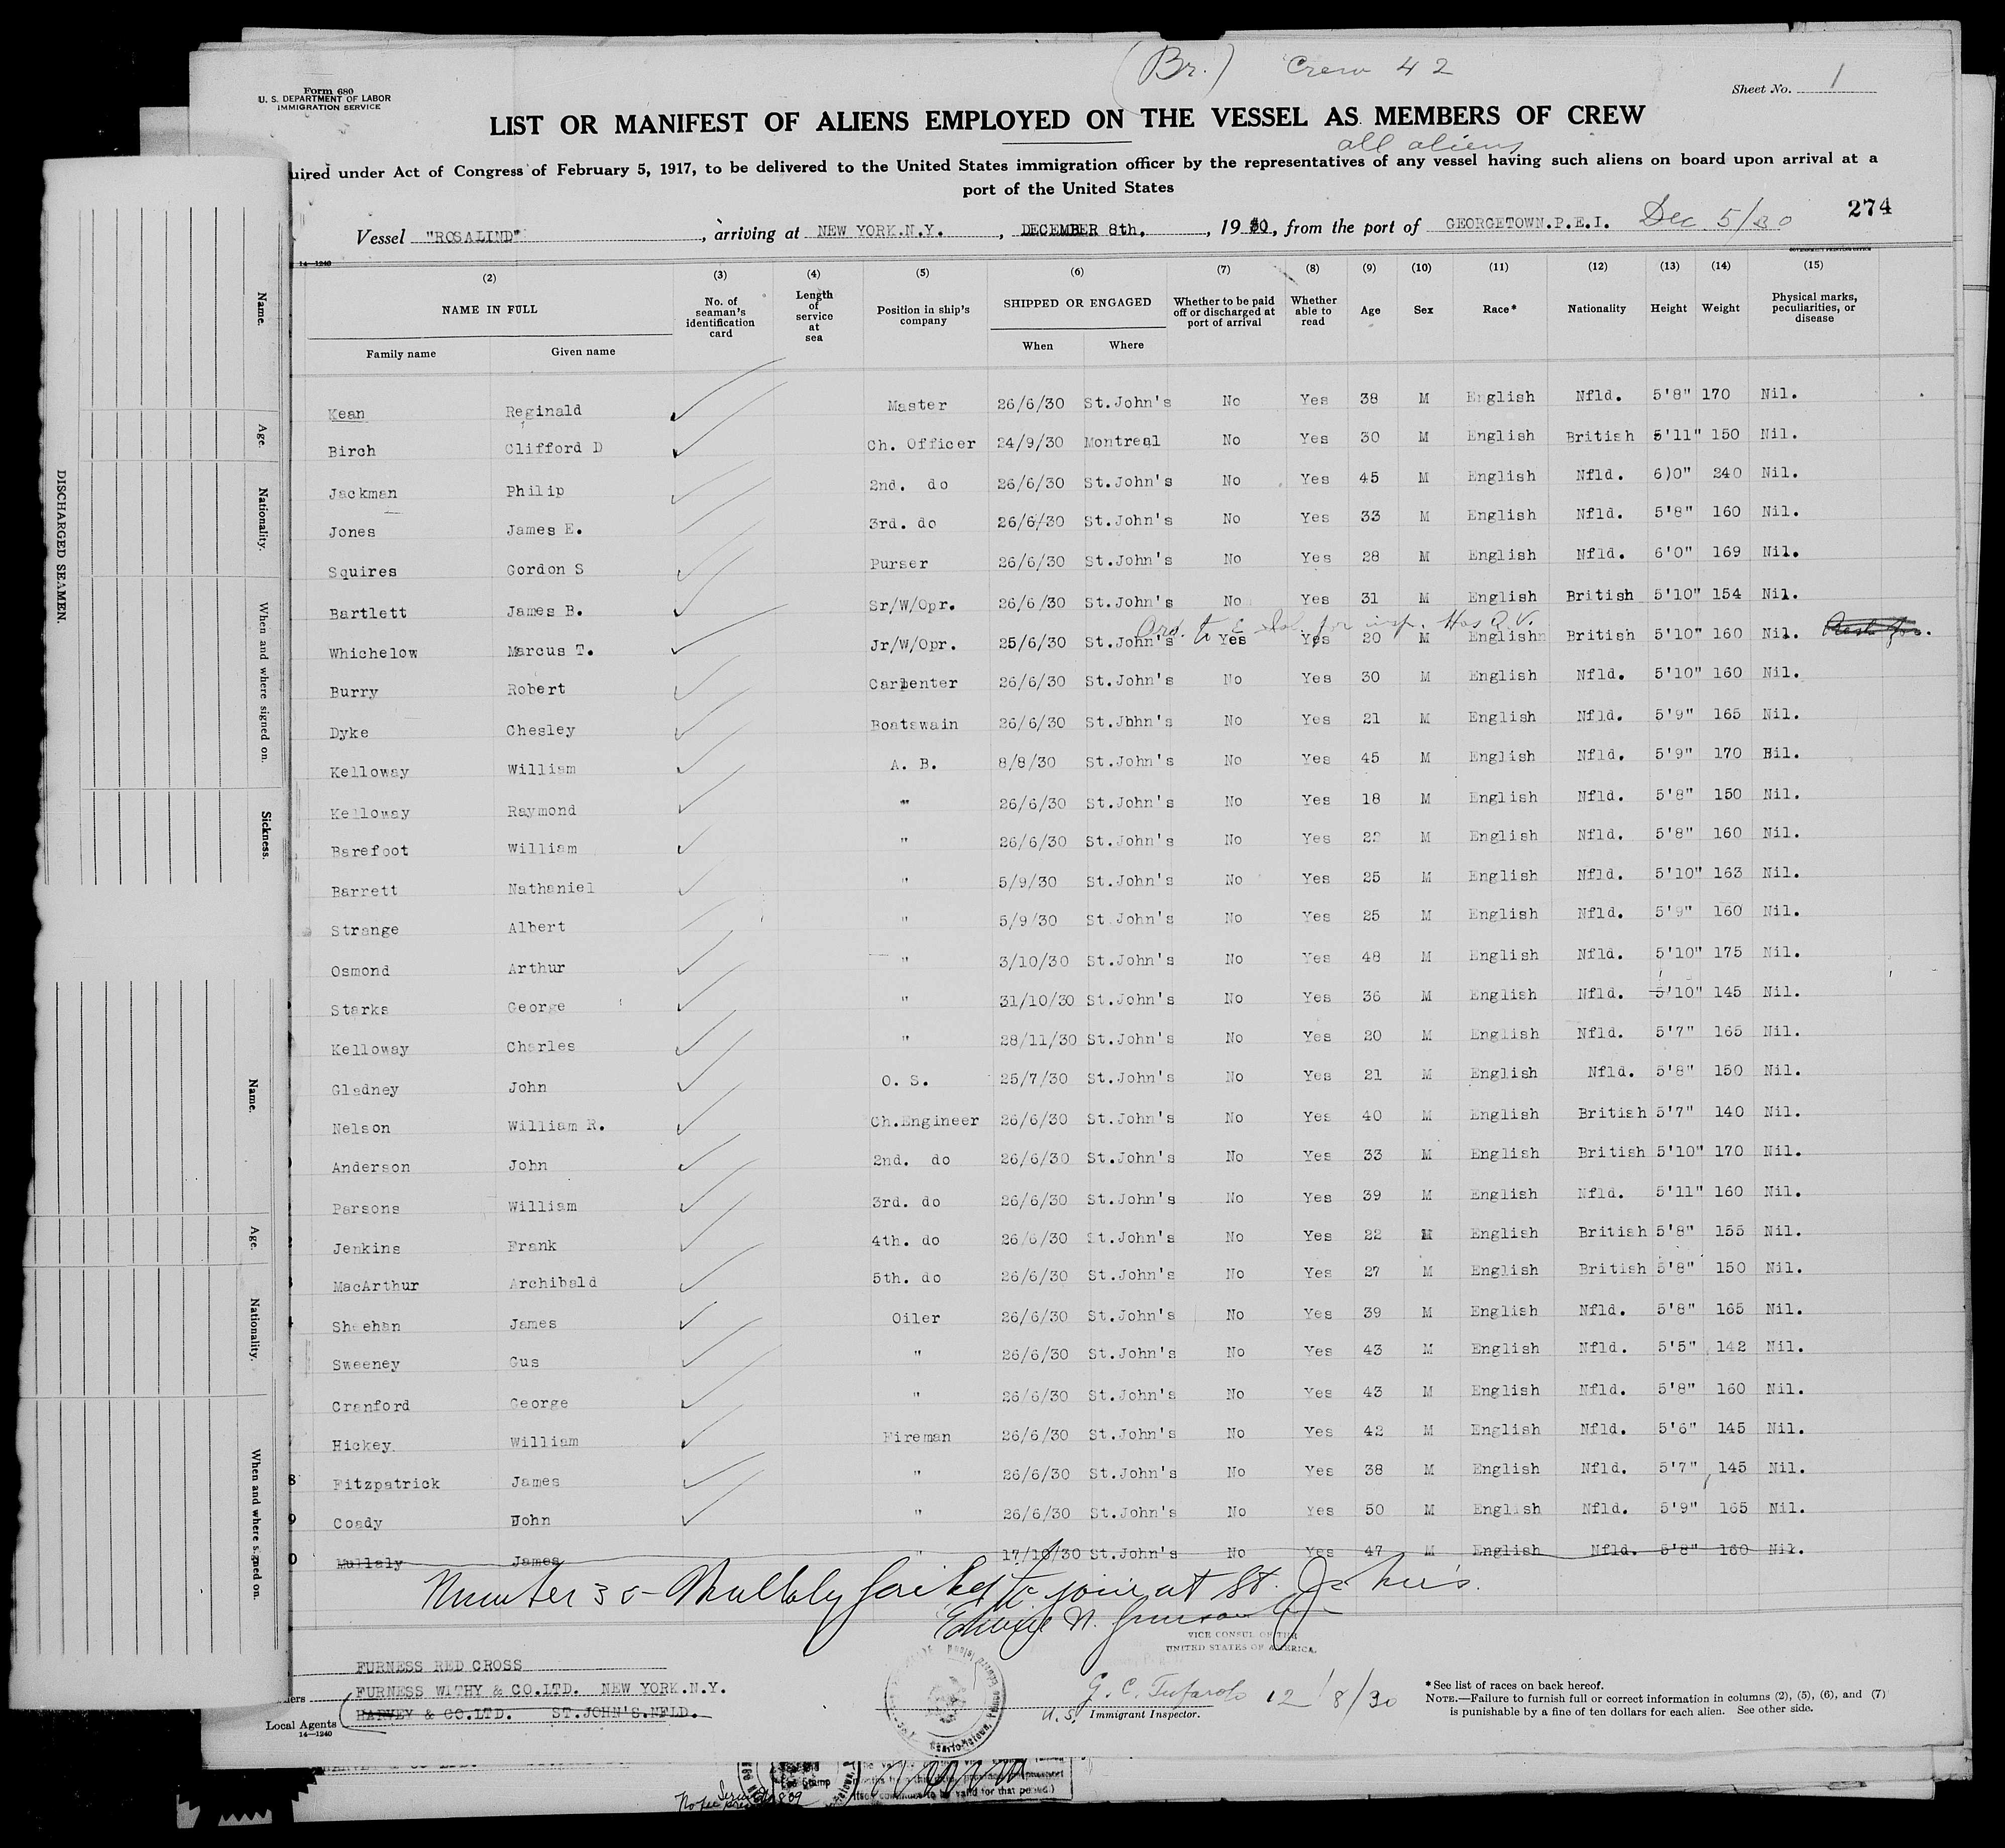 (Br.) Crew 42
Form 680
U. S. DEPARTMENT OF LABOR
IMMIGRATION SERVICE
Sheet No. 1
LIST OR MANIFEST OF ALIENS EMPLOYED ON THE VESSEL AS MEMBERS OF CREW
all aliens
uired under Act of Congress of February 5, 1917, to be delivered to the United States immigration officer by the representatives of any vessel having such aliens on board upon arrival at a
port of the United States
274
Vessel "ROSALIND" , arriving at NEW YORK.N.Y. , DECEMBER 8th. , 1930, from the port of GEORGETOWN.P.E.I. Dec 5/30
14—1240
(2) (3) (4) (5) (6) (7) (8) (9) (10) (11) (12) (13) (14) (15)
NAME IN FULL No. of seaman's identification card Length of service at sea Position in ship's company SHIPPED OR ENGAGED Whether to be paid off or discharged at port of arrival Whether able to read Age Sex Race* Nationality Height Weight Physical marks, peculiarities, or disease
Family name Given name When Where
Kean Reginald Master 26/6/30 St.John's No Yes 38 M English Nfld. 5'8" 170 Nil.
Birch Clifford D Ch. Officer 24/9/30 Montreal No Yes 30 M English British 5'11" 150 Nil.
Jackman Philip 2nd. do 26/6/30 St.John's No Yes 45 M English Nfld. 6)0" 240 Nil.
Jones James E. 3rd. do 26/6/30 St.John's No Yes 33 M English Nfld. 5'8" 160 Nil.
Squires Gordon S Purser 26/6/30 St.John's No Yes 28 M English Nfld. 6'0" 169 Nil.
Bartlett James B. Sr/W/Opr. 26/6/30 St.John's No Yes 31 M English British 5'10" 154 Nil.
for insp. Has
Whichelow Marcus T. Jr/W/Opr. 25/6/30 St.John's Yes Yes 20 M Englishn British 5'10" 160 Nil.
Burry Robert Carpenter 26/6/30 St.John's No Yes 30 M English Nfld. 5'10" 160 Nil.
Dyke Chesley Boatswain 26/6/30 St.Jbhn's No Yes 21 M English Nfld. 5'9" 165 Nil.
Kelloway William A. B. 8/8/30 St.John's No Yes 45 M English Nfld. 5'9" 170 Hil.
Kelloway Raymond " 26/6/30 St.John's No Yes 18 M English Nfld. 5'8" 150 Nil.
Barefoot William " 26/6/30 St.John's No Yes 22 M English Nfld. 5'8" 160 Nil.
Barrett Nathaniel " 5/9/30 St.John's No Yes 25 M English Nfld. 5'10" 163 Nil.
Strange Albert " 5/9/30 St.John's No Yes 25 M English Nfld. 5'9" 160 Nil.
Osmond Arthur " 3/10/30 St.John's No Yes 48 M English Nfld. 5'10" 175 Nil.
Starks George " 31/10/30 St.John's No Yes 36 M English Nfld. 5'10" 145 Nil.
Kelloway Charles " 28/11/30 St.John's No Yes 20 M English Nfld. 5'7" 165 Nil.
Gladney John O. S. 25/7/30 St.John's No Yes 21 M English Nfld. 5'8" 150 Nil.
Nelson William R. Ch.Engineer 26/6/30 St.John's No Yes 40 M English British 5'7" 140 Nil.
Anderson John 2nd. do 26/6/30 St.John's No Yes 33 M English British 5'10" 170 Nil.
Parsons William 3rd. do 26/6/30 St.John's No Yes 39 M English Nfld. 5'11" 160 Nil.
Jenkins Frank 4th. do 26/6/30 St.John's No Yes 22 M English British 5'8" 155 Nil.
MacArthur Archibald 5th. do 26/6/30 St.John's No Yes 27 M English British 5'8" 150 Nil.
Sheehan James Oiler 26/6/30 St.John's No Yes 39 M English Nfld. 5'8" 165 Nil.
Sweeney Gus " 26/6/30 St.John's No Yes 43 M English Nfld. 5'5" 142 Nil.
Cranford George " 26/6/30 St.John's No Yes 43 M English Nfld. 5'8" 160 Nil.
Hickey William Fireman 26/6/30 St.John's No Yes 42 M English Nfld. 5'6" 145 Nil.
8 Fitzpatrick James " 26/6/30 St.John's No Yes 38 M English Nfld. 5'7" 145 Nil.
9 Coady John " 26/6/30 St.John's No Yes 50 M English Nfld. 5'9" 165 Nil.
0 Mullaly James " 17/10/30 St.John's No Yes 47 M English Nfld. 5'8" 160 Nil.
Number 30 - Mullaly failed to join at St. John's.
VICE CONSUL OF THE
UNITED STATES OF AMERICA.
FURNESS RED CROSS
FURNESS WITHY & CO.LTD. NEW YORK.N.Y.
Local Agents HARVEY & CO.LTD. ST.JOHN'S.NFLD.
14—1240
12/8/30
U.S. Immigrant Inspector.
* See list of races on back hereof.
NOTE.—Failure to furnish full or correct information in columns (2), (5), (6), and (7)
is punishable by a fine of ten dollars for each alien. See other side.
DISCHARGED SEAMEN.
Name. Age. Nationality. When and where signed on. Sickness.
Name. Age. Nationality. When and where signed on.